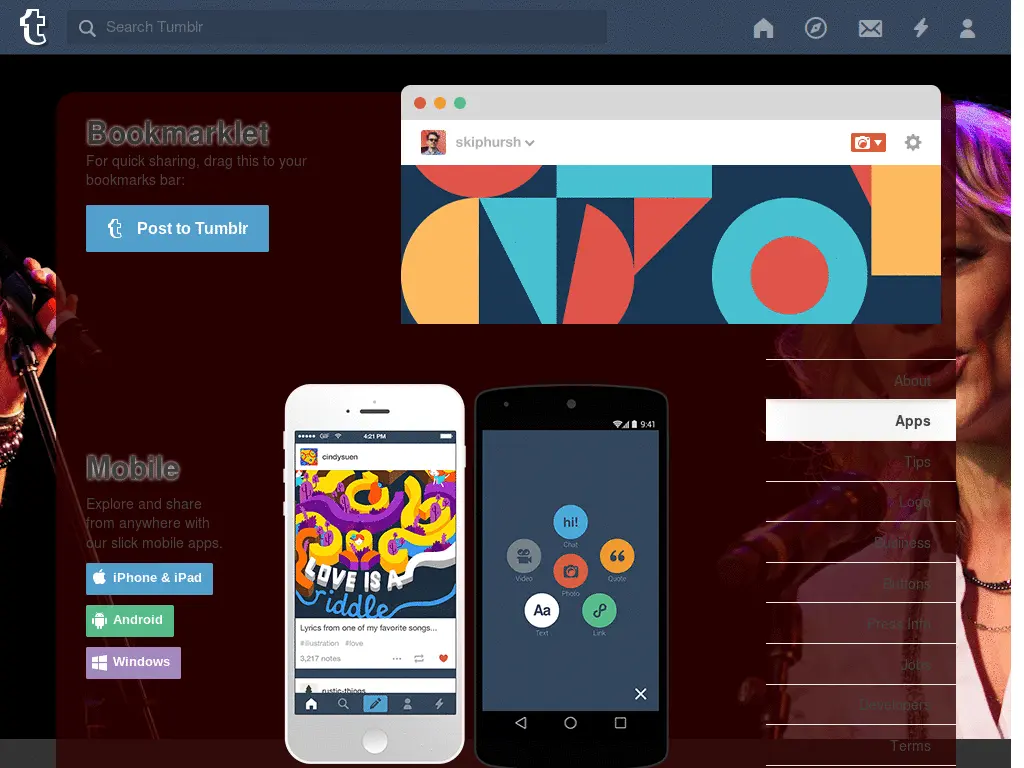 Search Tumblr
Bookmarklet
For quick sharing, drag this to your
bookmarks bar:
Post to Tumblr
skiphursh
About
Apps
Tips
Logo
Business
Buttons
Press Info
Jobs
Developers
Terms
Mobile
Explore and share
from anywhere with
our slick mobile apps.
iPhone & iPad
Android
Windows
GIF
4:21 PM
cindysuen
LOVE IS A
riddle
Lyrics from one of my favorite songs...
#illustration #love
3,217 notes
rustic-things
9:41
hi!
Chat
Video
Quote
Photo
Aa
Text
Link